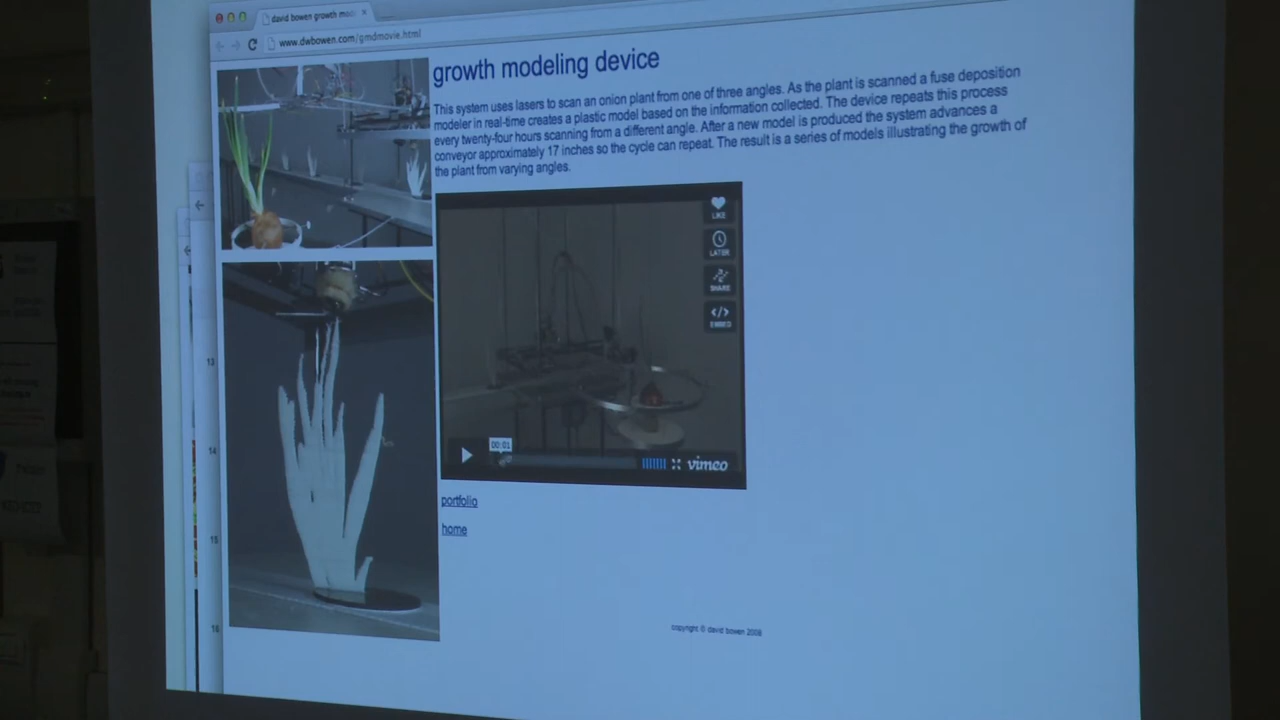 david bowen growth mod
www.dwbowen.com/gmdmovie.html
growth modeling device
This system uses lasers to scan an onion plant from one of three angles. As the plant is scanned a fuse deposition
modeler in real-time creates a plastic model based on the information collected. The device repeats this process
every twenty-four hours scanning from a different angle. After a new model is produced the system advances a
conveyor approximately 17 inches so the cycle can repeat. The result is a series of models illustrating the growth of
the plant from varying angles.
LIKE
LATER
SHARE
EMBED
00:01
vimeo
portfolio
home
13
14
15
16
copyright © david bowen 2008